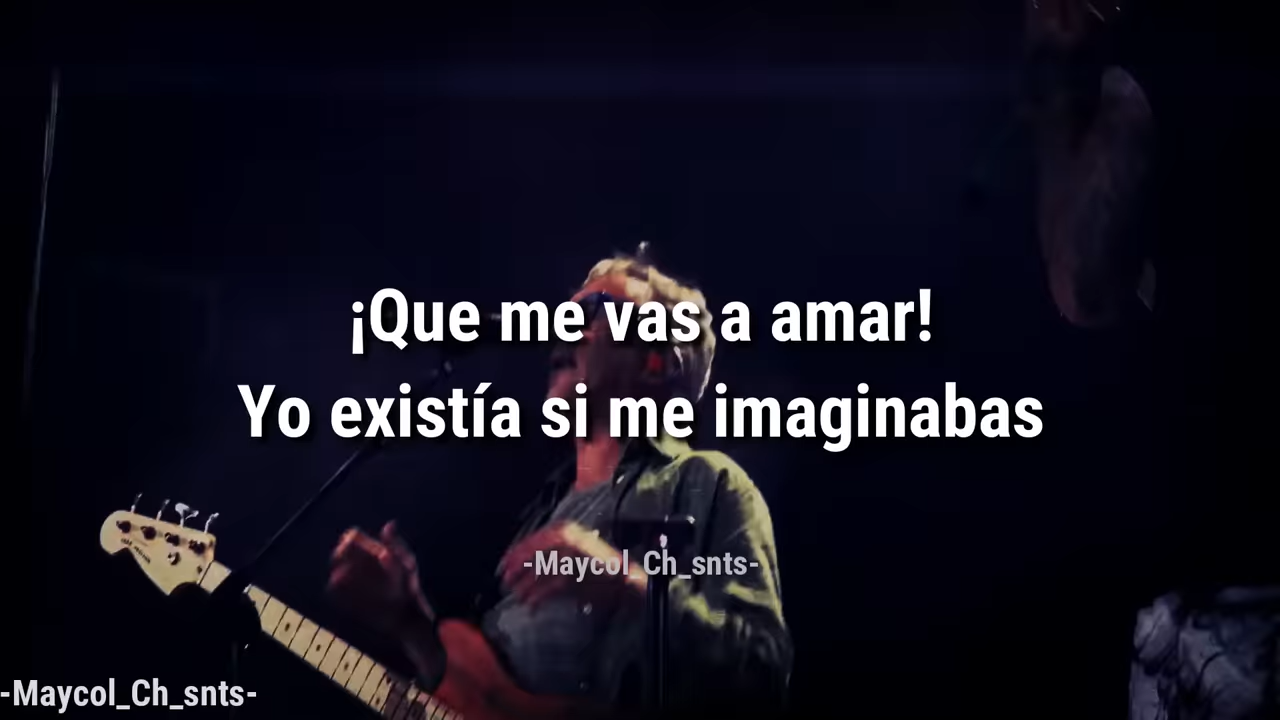 ¡Que me vas a amar!
Yo existía si me imaginabas
-Maycol_Ch_snts-
-Maycol_Ch_snts-